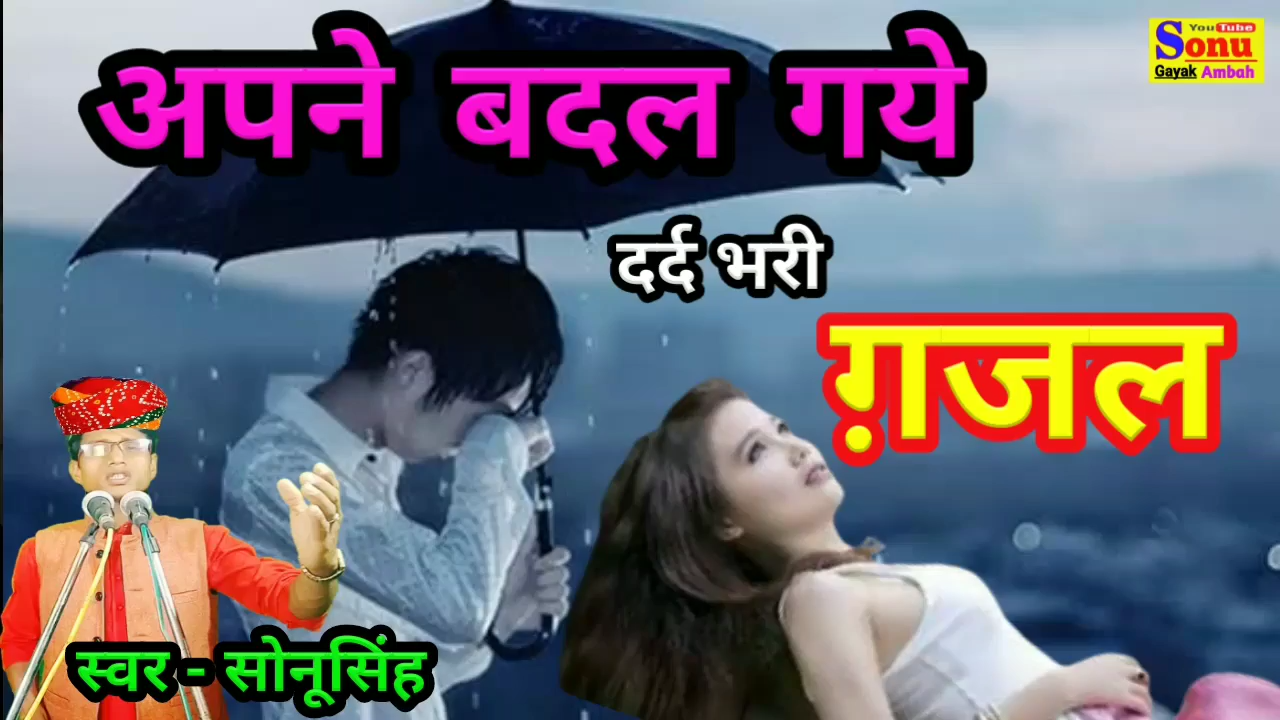 अपने बदल गये
YouTube
Sonu
Gayak Ambah
दर्द भरी
ग़जल
स्वर - सोनूसिंह